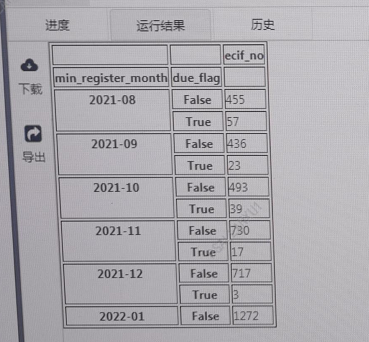 进度 运行结果 历史
ecif_no
下载
min_register_month due_flag
2021-08 False 455
True 57
导出
2021-09 False 436
True 23
2021-10 False 493
True 39
2021-11 False 730
True 17
2021-12 False 717
True 3
2022-01 False 1272